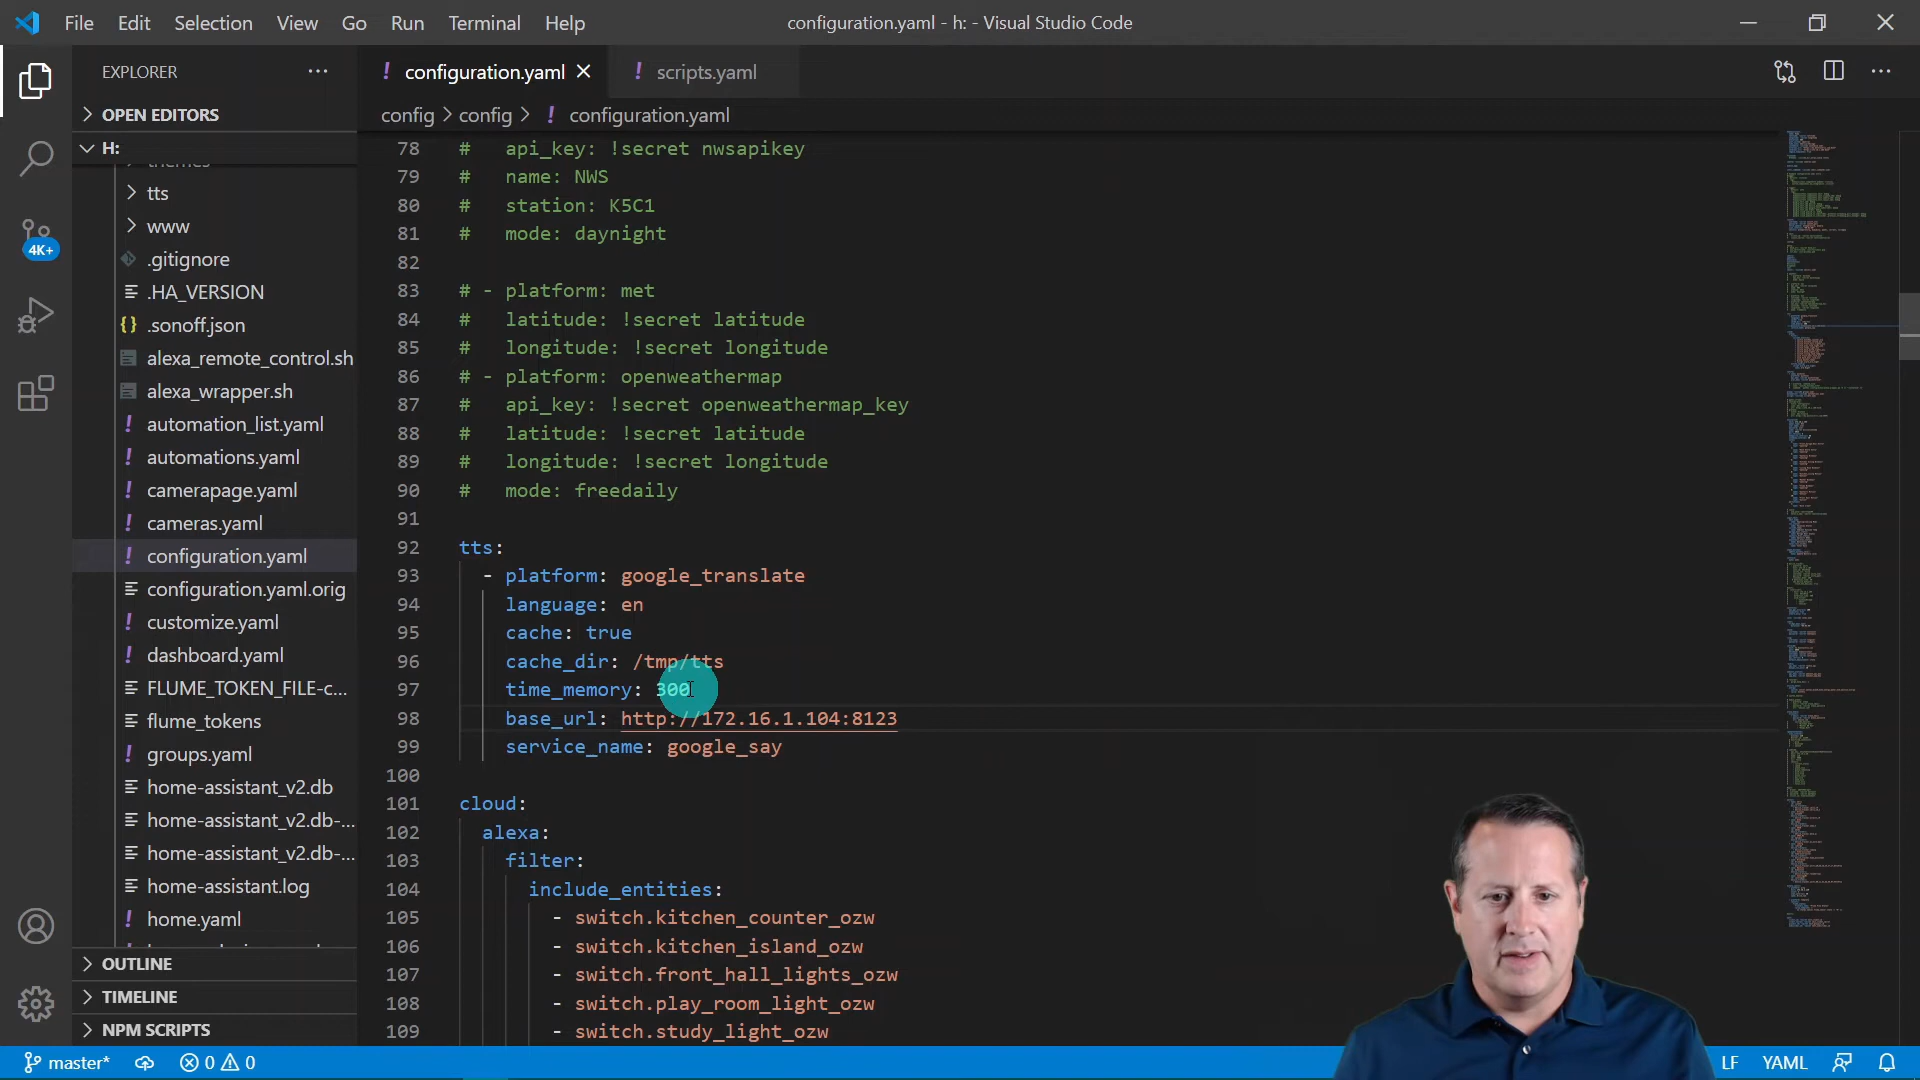 File Edit Selection View Go Run Terminal Help
configuration.yaml - h: - Visual Studio Code
EXPLORER
OPEN EDITORS
H:
themes
tts
www
.gitignore
.HA_VERSION
.sonoff.json
alexa_remote_control.sh
alexa_wrapper.sh
automation_list.yaml
automations.yaml
camerapage.yaml
cameras.yaml
configuration.yaml
configuration.yaml.orig
customize.yaml
dashboard.yaml
FLUME_TOKEN_FILE-c...
flume_tokens
groups.yaml
home-assistant_v2.db
home-assistant_v2.db-...
home-assistant_v2.db-...
home-assistant.log
home.yaml
OUTLINE
TIMELINE
NPM SCRIPTS
4K+
configuration.yaml
scripts.yaml
config > config > ! configuration.yaml
78 # api_key: !secret nwsapikey
79 # name: NWS
80 # station: K5C1
81 # mode: daynight
82
83 # - platform: met
84 # latitude: !secret latitude
85 # longitude: !secret longitude
86 # - platform: openweathermap
87 # api_key: !secret openweathermap_key
88 # latitude: !secret latitude
89 # longitude: !secret longitude
90 # mode: freedaily
91
92 tts:
93 - platform: google_translate
94 language: en
95 cache: true
96 cache_dir: /tmp/tts
97 time_memory: 300
98 base_url: http://172.16.1.104:8123
99 service_name: google_say
100
101 cloud:
102 alexa:
103 filter:
104 include_entities:
105 - switch.kitchen_counter_ozw
106 - switch.kitchen_island_ozw
107 - switch.front_hall_lights_ozw
108 - switch.play_room_light_ozw
109 - switch.study_light_ozw
master* 0 0
LF YAML